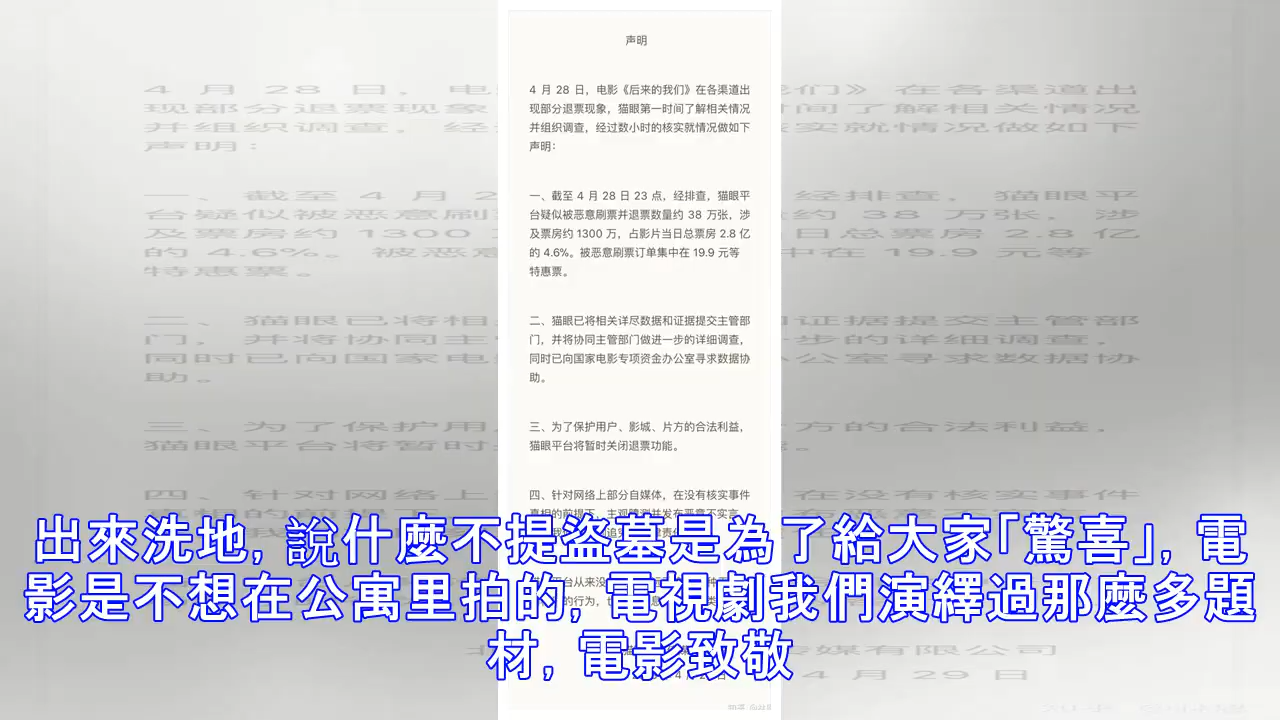 声明
4 月 28 日，电影《后来的我们》在各渠道出
现部分退票现象，猫眼第一时间了解相关情况
并组织调查，经过数小时的核实就情况做如下
声明：
一、截至 4 月 28 日 23 点，经排查，猫眼平
台疑似被恶意刷票并退票数量约 38 万张，涉
及票房约 1300 万，占影片当日总票房 2.8 亿
的 4.6%。被恶意刷票订单集中在 19.9 元等
特惠票。
二、猫眼已将相关详尽数据和证据提交主管部
门，并将协同主管部门做进一步的详细调查，
同时已向国家电影专项资金办公室寻求数据协
助。
三、为了保护用户、影城、片方的合法利益，
猫眼平台将暂时关闭退票功能。
四、针对网络上部分自媒体，在没有核实事件
出來洗地, 說什麼不提盜墓是為了給大家「驚喜」, 電
影是不想在公寓里拍的, 電視劇我們演繹過那麼多題
材, 電影致敬